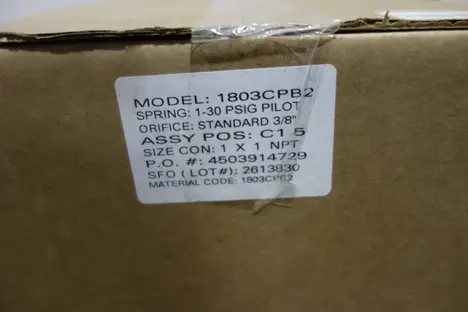 MODEL: 1803CPB2
SPRING: 1-30 PSIG PILOT
ORIFICE: STANDARD 3/8"
ASSY POS: C1 5
SIZE CON: 1 X 1 NPT
P.O. #: 4503914729
SFO ( LOT#): 2613830
MATERIAL CODE: 1803CPB2